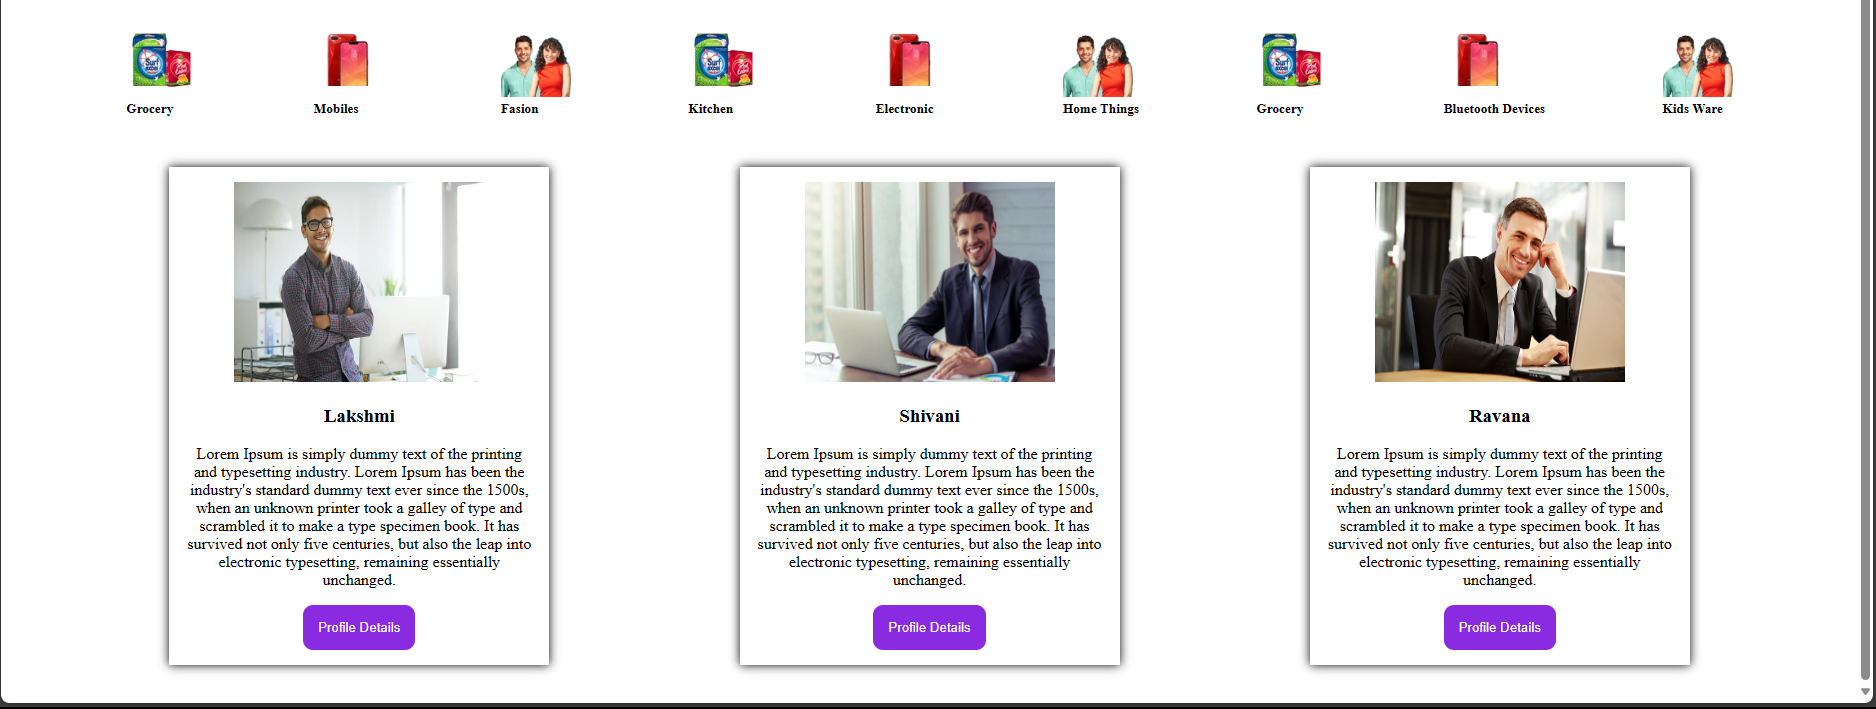 Surf excel
Surf excel
Surf excel
Grocery
Mobiles
Fasion
Kitchen
Electronic
Home Things
Grocery
Bluetooth Devices
Kids Ware
Lakshmi
Lorem Ipsum is simply dummy text of the printing
and typesetting industry. Lorem Ipsum has been the
industry's standard dummy text ever since the 1500s,
when an unknown printer took a galley of type and
scrambled it to make a type specimen book. It has
survived not only five centuries, but also the leap into
electronic typesetting, remaining essentially
unchanged.
Profile Details
Shivani
Lorem Ipsum is simply dummy text of the printing
and typesetting industry. Lorem Ipsum has been the
industry's standard dummy text ever since the 1500s,
when an unknown printer took a galley of type and
scrambled it to make a type specimen book. It has
survived not only five centuries, but also the leap into
electronic typesetting, remaining essentially
unchanged.
Profile Details
Ravana
Lorem Ipsum is simply dummy text of the printing
and typesetting industry. Lorem Ipsum has been the
industry's standard dummy text ever since the 1500s,
when an unknown printer took a galley of type and
scrambled it to make a type specimen book. It has
survived not only five centuries, but also the leap into
electronic typesetting, remaining essentially
unchanged.
Profile Details